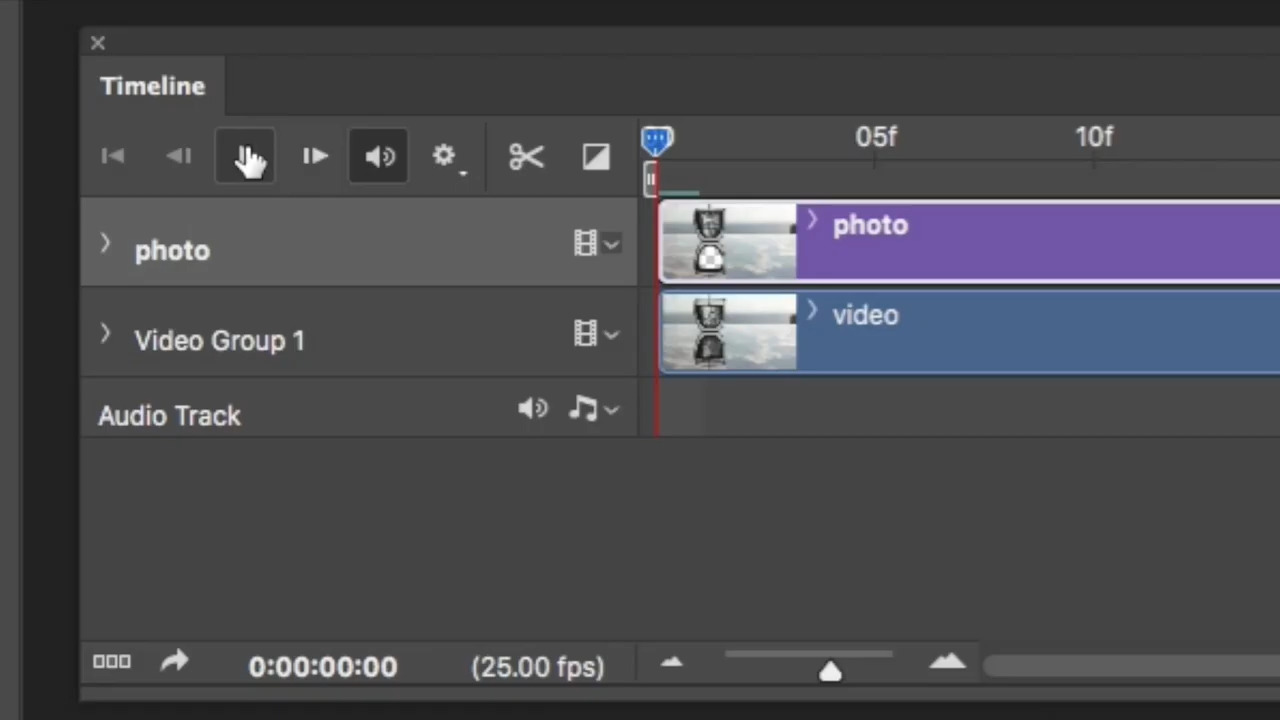 Timeline
05f
10f
photo
photo
Video Group 1
video
Audio Track
0:00:00:00
(25.00 fps)